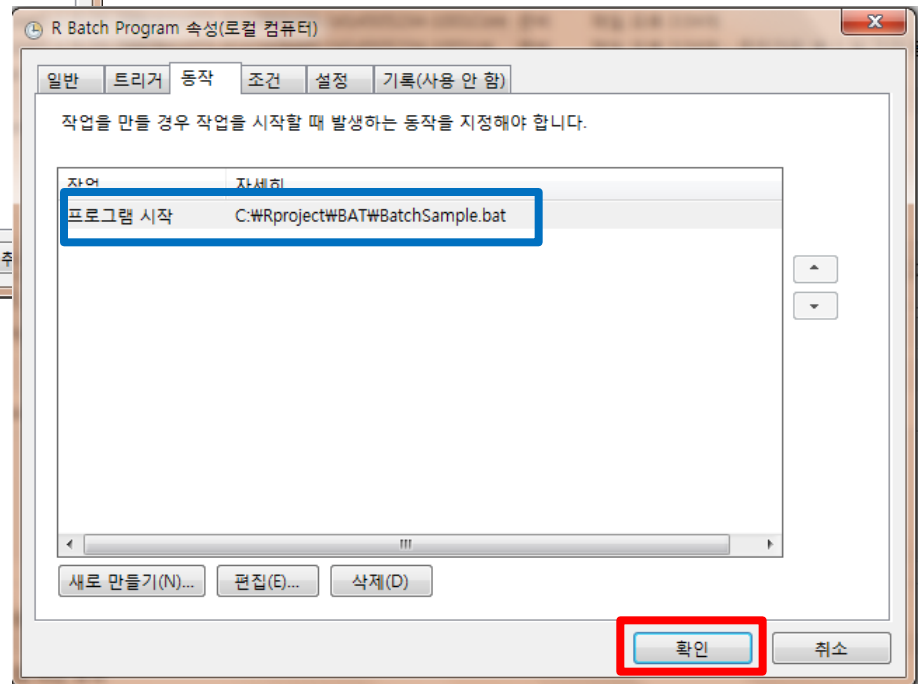 R Batch Program 속성(로컬 컴퓨터)
일반 트리거 동작 조건 설정 기록(사용 안 함)
작업을 만들 경우 작업을 시작할 때 발생하는 동작을 지정해야 합니다.
작업 자세히
프로그램 시작 C:₩Rproject₩BAT₩BatchSample.bat
새로 만들기(N)... 편집(E)... 삭제(D)
확인 취소